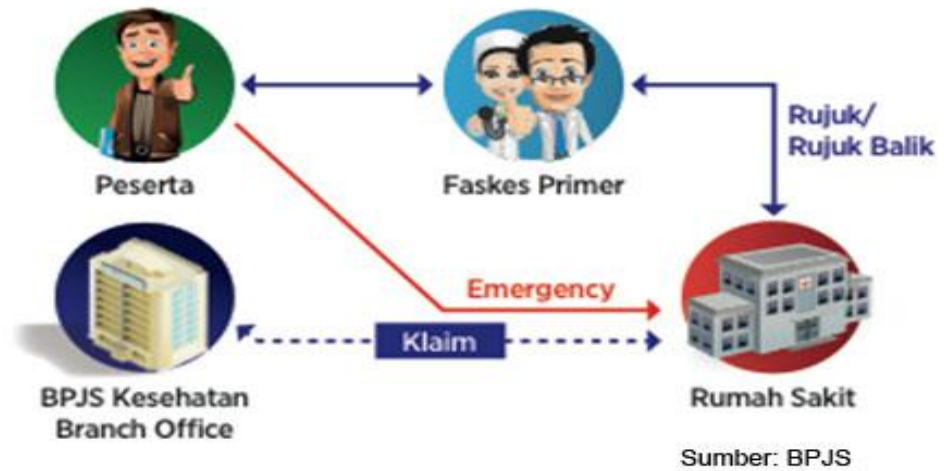 Peserta
Faskes Primer
Rujuk/
Rujuk Balik
Emergency
Klaim
BPJS Kesehatan
Branch Office
Rumah Sakit
Sumber: BPJS